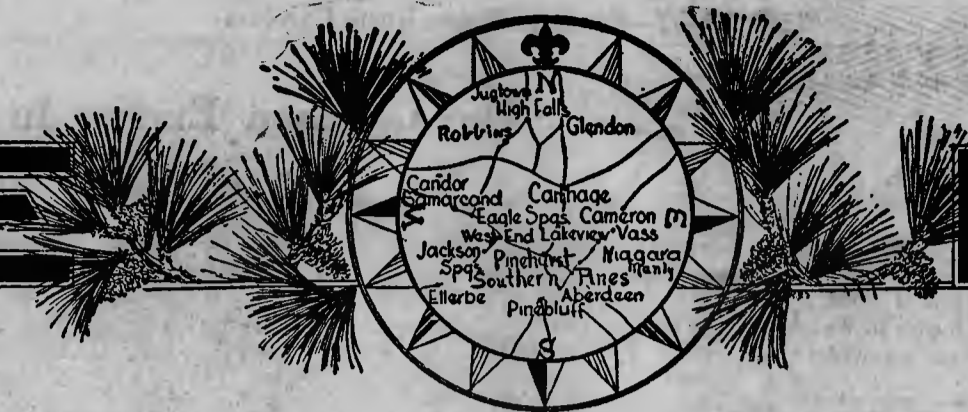 N
Jugtown
High Falls
Robbins Glendon
Candor
Samarcand Carthage
W Eagle Spgs. Cameron E
West End Lakeview Vass
Jackson Spgs Pinehurst Niagara
Manly
Southern Pines
Ellerbe Aberdeen
Pinebluff
S